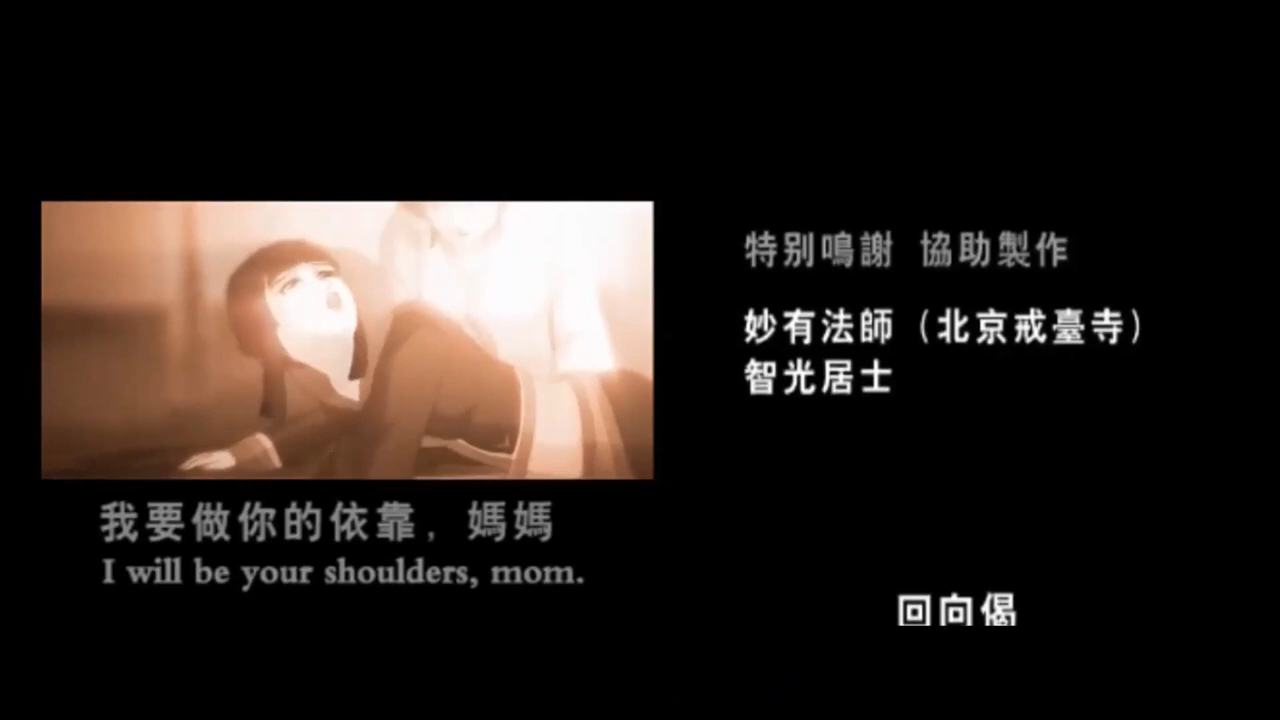 特别鳴謝 協助製作
妙有法師（北京戒臺寺）
智光居士
我要做你的依靠，媽媽
I will be your shoulders, mom.
回向偈